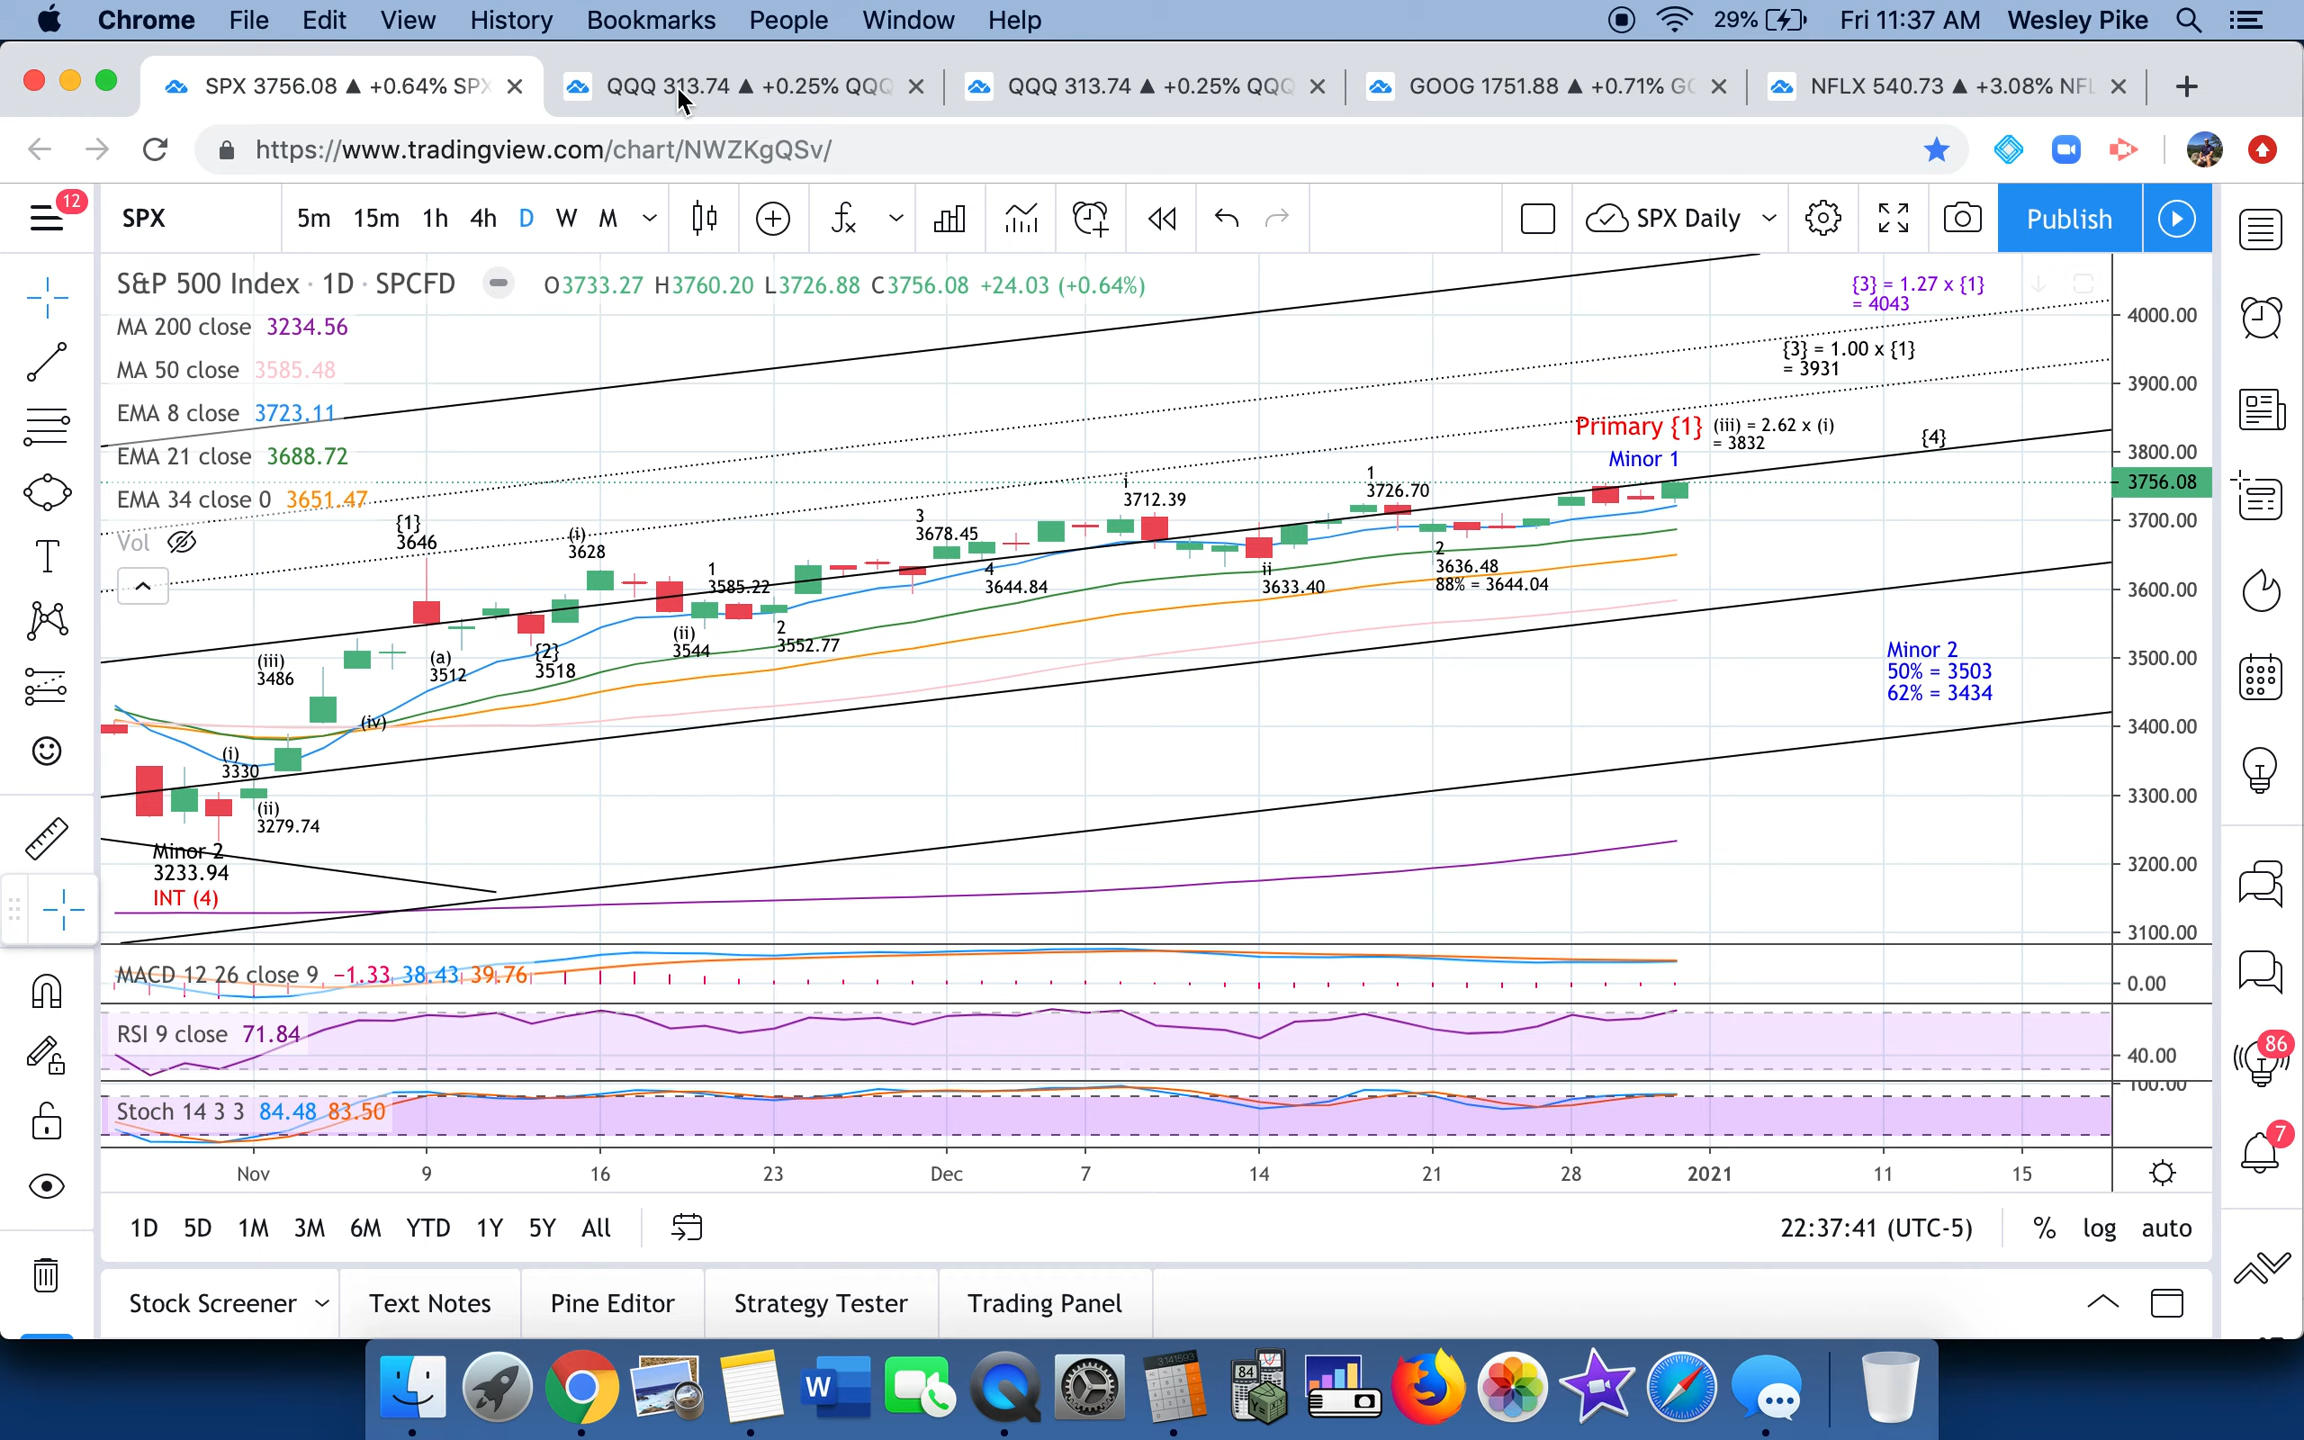 Chrome File Edit View History Bookmarks People Window Help 29% Fri 11:37 AM Wesley Pike
SPX 3756.08 ▲ +0.64% SPX
QQQ 313.74 ▲ +0.25% QQQ
QQQ 313.74 ▲ +0.25% QQQ
GOOG 1751.88 ▲ +0.71% GO
NFLX 540.73 ▲ +3.08% NFL
https://www.tradingview.com/chart/NWZKgQSv/
12
SPX 5m 15m 1h 4h D W M SPX Daily Publish
S&P 500 Index · 1D · SPCFD O3733.27 H3760.20 L3726.88 C3756.08 +24.03 (+0.64%)
MA 200 close 3234.56
MA 50 close 3585.48
EMA 8 close 3723.11
EMA 21 close 3688.72
EMA 34 close 0 3651.47
Vol
{3} = 1.27 x {1}
= 4043
{3} = 1.00 x {1}
= 3931
Primary {1}
(iii) = 2.62 x (i)
= 3832
{4}
Minor 1
{1}
3646
(i)
3628
1
3585.22
3
3678.45
4
3644.84
i
3712.39
ii
3633.40
1
3726.70
2
3636.48
88% = 3644.04
(iii)
3486
(a)
3512
{2}
3518
(ii)
3544
2
3552.77
(iv)
(i)
3330
(ii)
3279.74
Minor 2
3233.94
INT (4)
Minor 2
50% = 3503
62% = 3434
4000.00
3900.00
3800.00
3756.08
3700.00
3600.00
3500.00
3400.00
3300.00
3200.00
3100.00
MACD 12 26 close 9 −1.33 38.43 39.76
0.00
RSI 9 close 71.84
40.00
100.00
Stoch 14 3 3 84.48 83.50
Nov 9 16 23 Dec 7 14 21 28 2021 11 15
86
7
1D 5D 1M 3M 6M YTD 1Y 5Y All 22:37:41 (UTC-5) % log auto
Stock Screener Text Notes Pine Editor Strategy Tester Trading Panel
W
3.141593
84